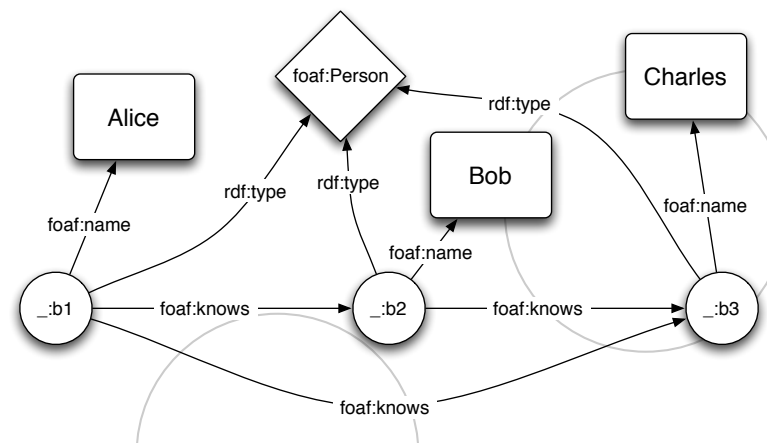 foaf:Person
Charles
rdf:type
Alice
Bob
rdf:type
rdf:type
foaf:name
foaf:name
foaf:name
_:b1
foaf:knows
_:b2
foaf:knows
_:b3
foaf:knows